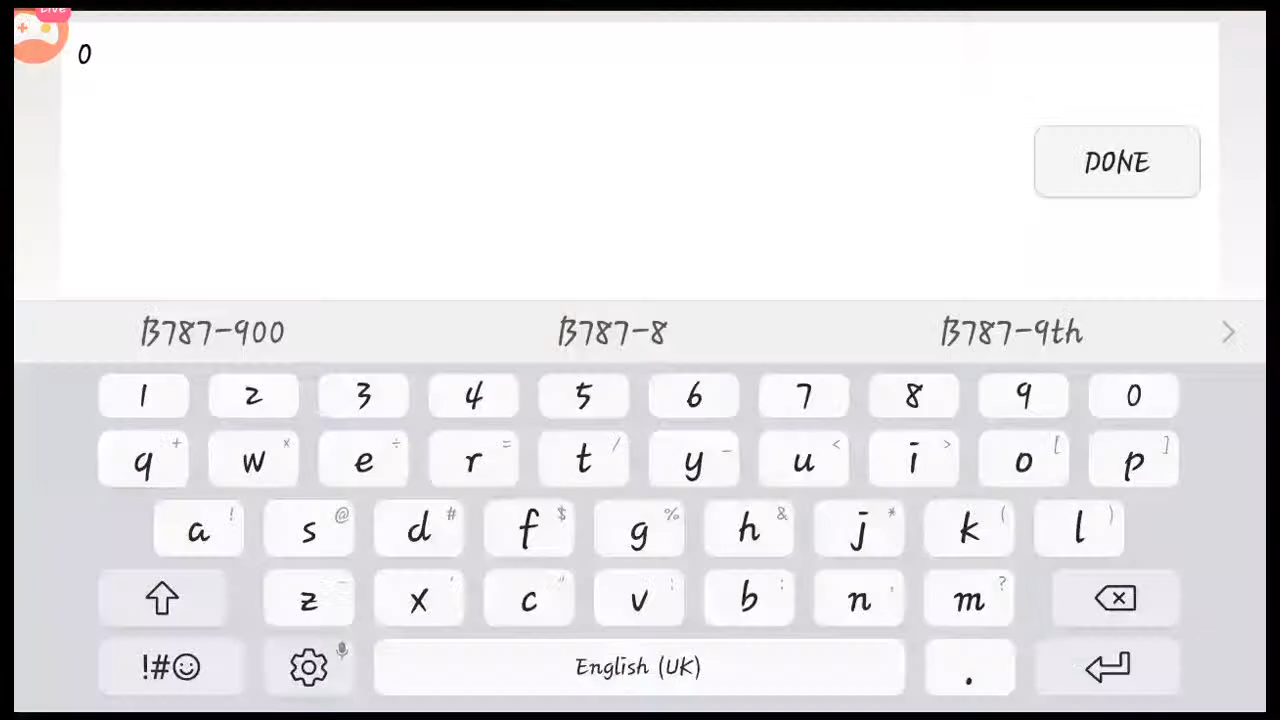 Live
0
DONE
B787-900 B787-8 B787-9th >
1 2 3 4 5 6 7 8 9 0
q + w × e ÷ r = t / y _ u < i > o [ p ]
a ! s @ d # f $ g % h & j * k ( l )
z - x ' c " v ; b : n , m ?
!#☺ English (UK) .